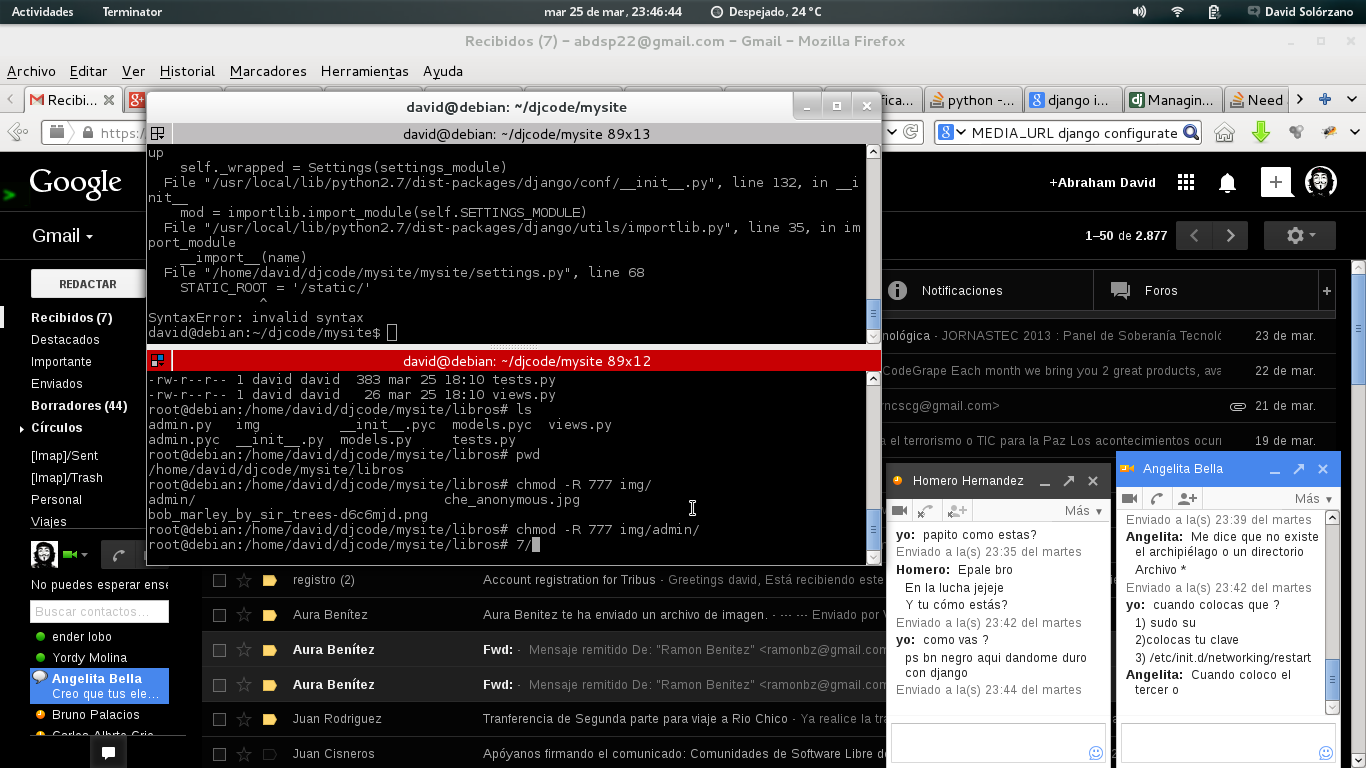 Actividades
Terminator
mar 25 de mar, 23:46:44
Despejado, 24 °C
David Solórzano
Recibidos (7) - abdsp22@gmail.com - Gmail - Mozilla Firefox
Archivo Editar Ver Historial Marcadores Herramientas Ayuda
Recibi...
python -...
django i...
Managin...
Need
https:
MEDIA_URL django configurate
david@debian: ~/djcode/mysite
david@debian: ~/djcode/mysite 89x13
up
self._wrapped = Settings(settings_module)
File "/usr/local/lib/python2.7/dist-packages/django/conf/__init__.py", line 132, in __i
nit__
mod = importlib.import_module(self.SETTINGS_MODULE)
File "/usr/local/lib/python2.7/dist-packages/django/utils/importlib.py", line 35, in im
port_module
__import__(name)
File "/home/david/djcode/mysite/mysite/settings.py", line 68
STATIC_ROOT = '/static/'
^
SyntaxError: invalid syntax
david@debian:~/djcode/mysite$
david@debian: ~/djcode/mysite 89x12
-rw-r--r-- 1 david david 383 mar 25 18:10 tests.py
-rw-r--r-- 1 david david 26 mar 25 18:10 views.py
root@debian:/home/david/djcode/mysite/libros# ls
admin.py img __init__.pyc models.pyc views.py
admin.pyc __init__.py models.py tests.py
root@debian:/home/david/djcode/mysite/libros# pwd
/home/david/djcode/mysite/libros
root@debian:/home/david/djcode/mysite/libros# chmod -R 777 img/
admin/ che_anonymous.jpg
bob_marley_by_sir_trees-d6c6mjd.png
root@debian:/home/david/djcode/mysite/libros# chmod -R 777 img/admin/
root@debian:/home/david/djcode/mysite/libros# 7/
Google
+Abraham David
Gmail
1–50 de 2.877
REDACTAR
Recibidos (7)
Destacados
Importante
Enviados
Borradores (44)
Círculos
[Imap]/Sent
[Imap]/Trash
Personal
Viajes
No puedes esperar ense
Buscar contactos...
ender lobo
Yordy Molina
Angelita Bella
Creo que tus ele...
Bruno Palacios
Carlos Albrto Crio
Notificaciones
Foros
+
nológica - JORNASTEC 2013 : Panel de Soberanía Tecnoló
23 de mar.
CodeGrape Each month we bring you 2 great products, ava
22 de mar.
rncscg@gmail.com>
21 de mar.
a el terrorismo o TIC para la Paz Los acontecimientos ocurri
19 de mar.
registro (2) Account registration for Tribus - Greetings david, Está recibiendo este
Aura Benítez Aura Benitez te ha enviado un archivo de imagen. - --- --- - Enviado por
Aura Benítez Fwd: - Mensaje remitido De: "Ramon Benitez" <ramonbz@gmail.com
Aura Benítez Fwd: - Mensaje remitido De: "Ramon Benitez" <ramonbz@gmail.com
Juan Rodriguez Tranferencia de Segunda parte para viaje a Rio Chico - Ya realice la tra
Juan Cisneros Apóyanos firmando el comunicado: Comunidades de Software Libre de
Homero Hernandez
Más
yo: papito como estas?
Enviado a la(s) 23:35 del martes
Homero: Epale bro
En la lucha jejeje
Y tu cómo estás?
Enviado a la(s) 23:42 del martes
yo: como vas ?
ps bn negro aqui dandome duro
con django
Enviado a la(s) 23:44 del martes
Angelita Bella
Más
Enviado a la(s) 23:39 del martes
Angelita: Me dice que no existe
el archipiélago o un directorio
Archivo *
Enviado a la(s) 23:42 del martes
yo: cuando colocas que ?
1) sudo su
2)colocas tu clave
3) /etc/init.d/networking/restart
Angelita: Cuando coloco el
tercer o